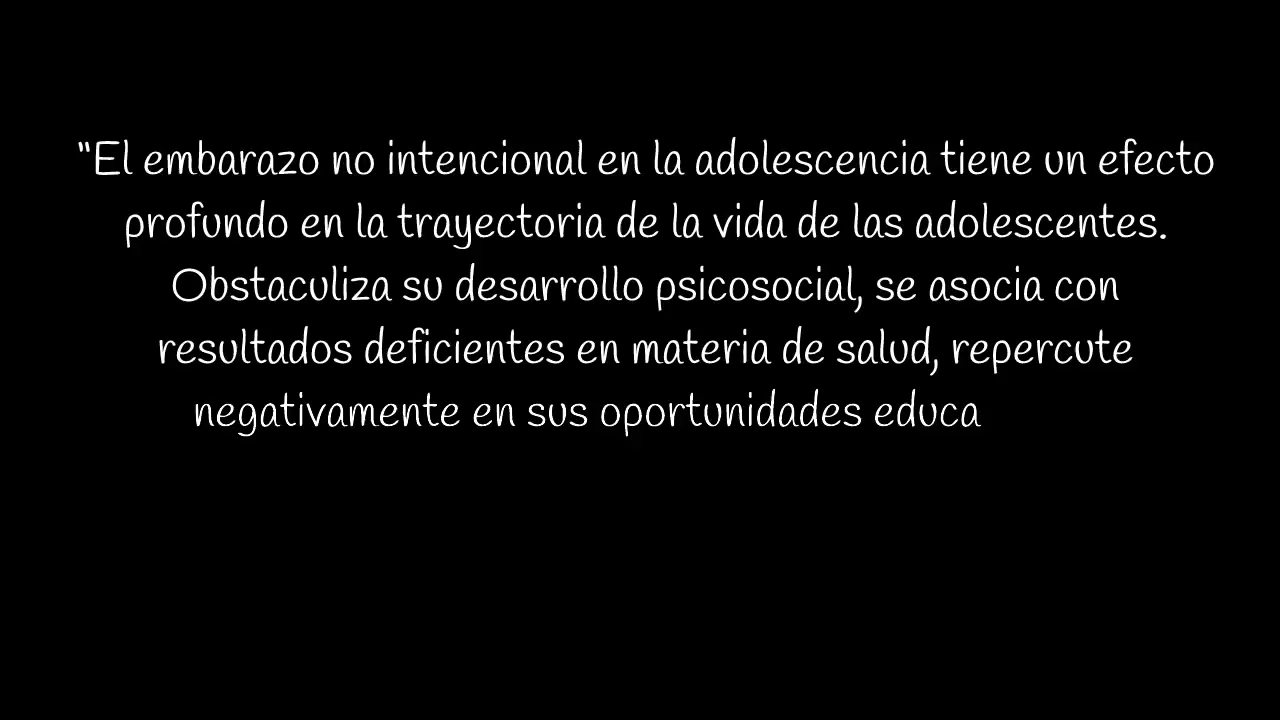 "El embarazo no intencional en la adolescencia tiene un efecto
profundo en la trayectoria de la vida de las adolescentes.
Obstaculiza su desarrollo psicosocial, se asocia con
resultados deficientes en materia de salud, repercute
negativamente en sus oportunidades educa